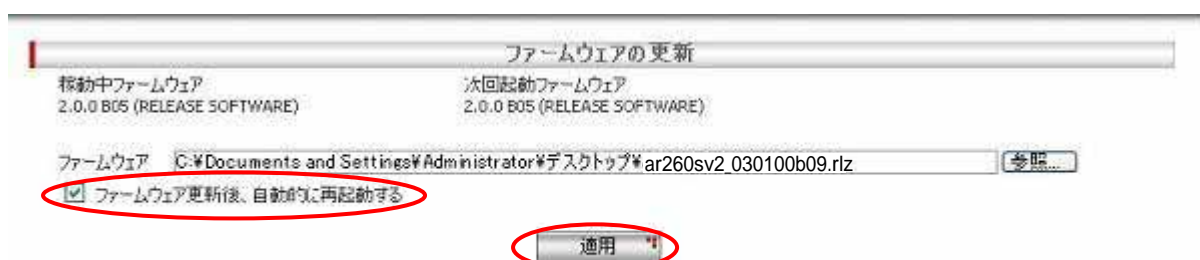 ファームウェアの更新
稼動中ファームウェア 次回起動ファームウェア
2.0.0 B05 (RELEASE SOFTWARE) 2.0.0 B05 (RELEASE SOFTWARE)
ファームウェア C:¥Documents and Settings¥Administrator¥デスクトップ¥ar260sv2_030100b09.rlz 参照...
ファームウェア更新後、自動的に再起動する
適用